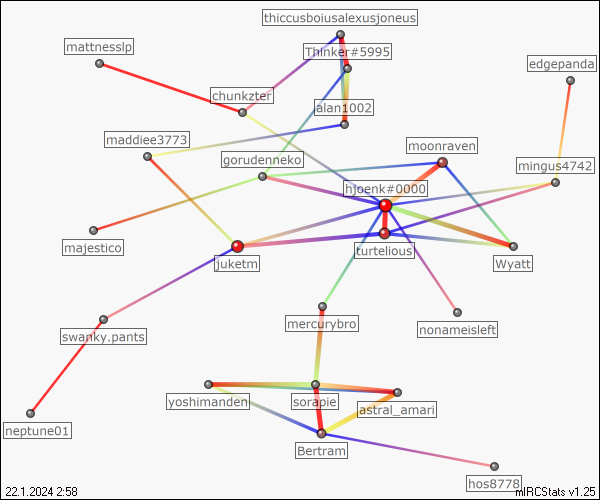 thiccusboiusalexusjoneus
mattnesslp
Thinker#5995
edgepanda
chunkzter
alan1002
maddiee3773
moonraven
gorudenneko
mingus4742
hjoenk#0000
majestico
turtelious
juketm
Wyatt
mercurybro
nonameisleft
swanky.pants
yoshimanden
sorapie
astral_amari
neptune01
Bertram
hos8778
22.1.2024 2:58
mIRCStats v1.25